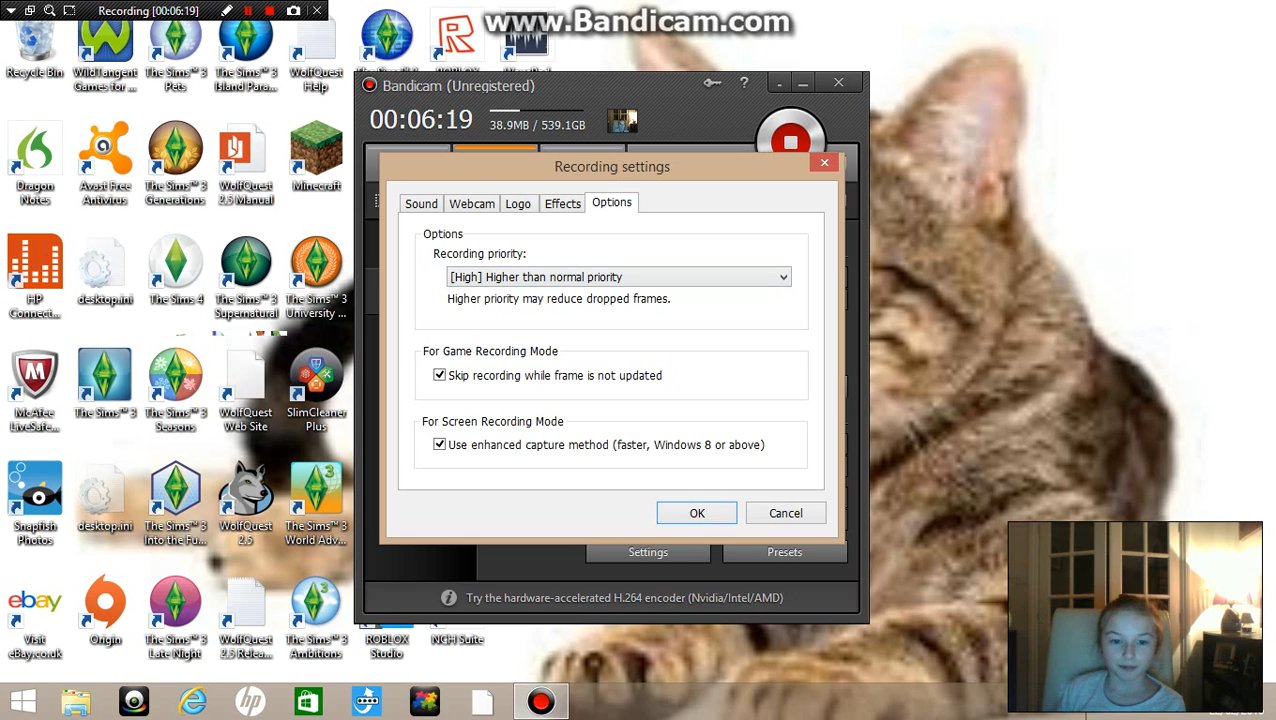 Recording [00:06:19]
www.Bandicam.com
Recycle Bin
WildTangent Games for ...
The Sims™ 3 Pets
The Sims™ 3 Island Para...
WolfQuest Help
Bandicam (Unregistered)
?
00:06:19
38.9MB / 539.1GB
Dragon Notes
Avast Free Antivirus
The Sims™ 3 Generations
WolfQuest 2.5 Manual
Minecraft
Recording settings
Sound
Webcam
Logo
Effects
Options
Options
Recording priority:
[High] Higher than normal priority
Higher priority may reduce dropped frames.
HP Connect...
desktop.ini
The Sims 4
The Sims™ 3 Supernatural
The Sims™ 3 University ...
For Game Recording Mode
Skip recording while frame is not updated
McAfee LiveSafe...
The Sims™ 3
The Sims™ 3 Seasons
WolfQuest Web Site
SlimCleaner Plus
For Screen Recording Mode
Use enhanced capture method (faster, Windows 8 or above)
OK
Cancel
Snapfish Photos
desktop.ini
The Sims™ 3 Into the Fu...
WolfQuest 2.5
The Sims™ 3 World Adv...
Settings
Presets
Try the hardware-accelerated H.264 encoder (Nvidia/Intel/AMD)
ebay
Visit eBay.co.uk
Origin
The Sims™ 3 Late Night
WolfQuest 2.5 Relea...
The Sims™ 3 Ambitions
ROBLOX Studio
NCH Suite